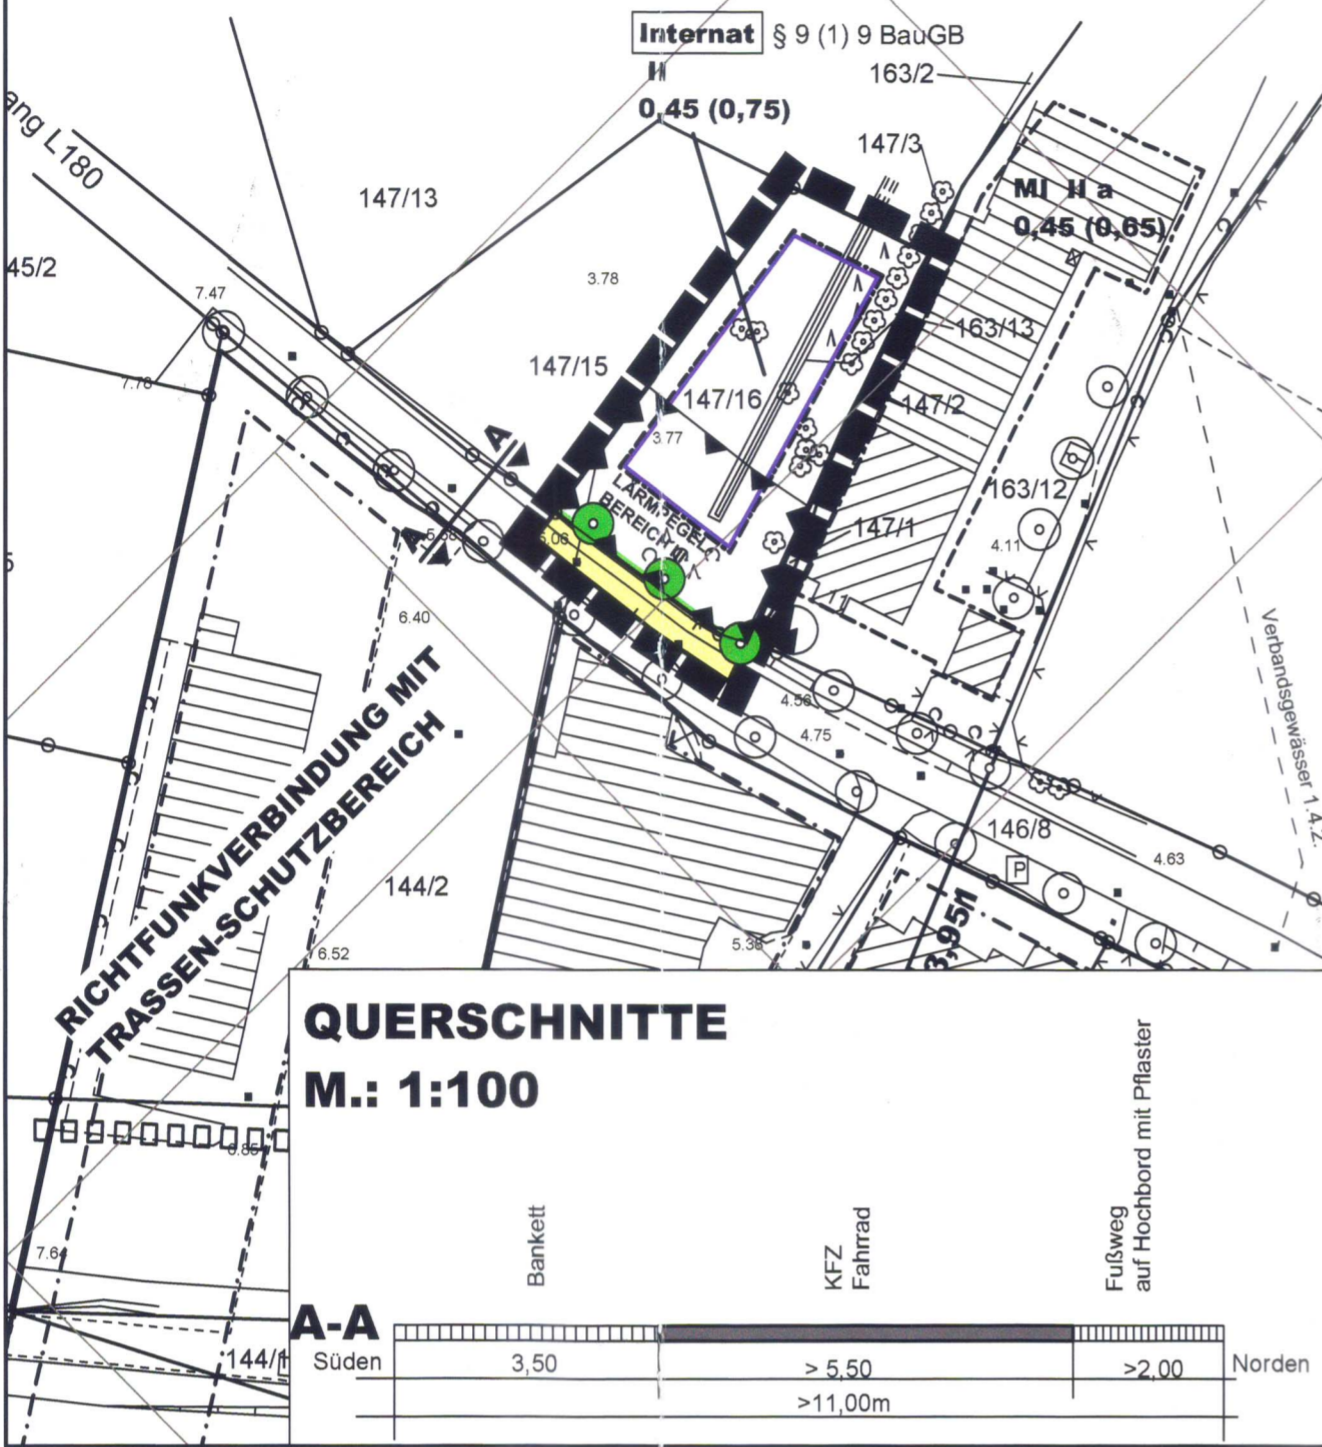 Internat § 9 (1) 9 BauGB
II
0,45 (0,75)
163/2
147/3
ang L180
147/13
MI II a
0,45 (0,65)
45/2
7.47
3.78
163/13
7.78
147/15
147/16
147/2
3.77
A
163/12
LÄRMPEGEL-
BEREICH III
147/1
A
4.11
6.40
Verbandsgewässer 1.4.2.
4.56
4.75
146/8
P
4.63
RICHTFUNKVERBINDUNG MIT
TRASSEN-SCHUTZBEREICH
144/2
3,95m
5.38
6.52
6.85
7.64
144/1
QUERSCHNITTE
M.: 1:100
Bankett
KFZ
Fahrrad
Fußweg
auf Hochbord mit Pflaster
A-A
Süden
3,50
> 5,50
>2,00
Norden
>11,00m